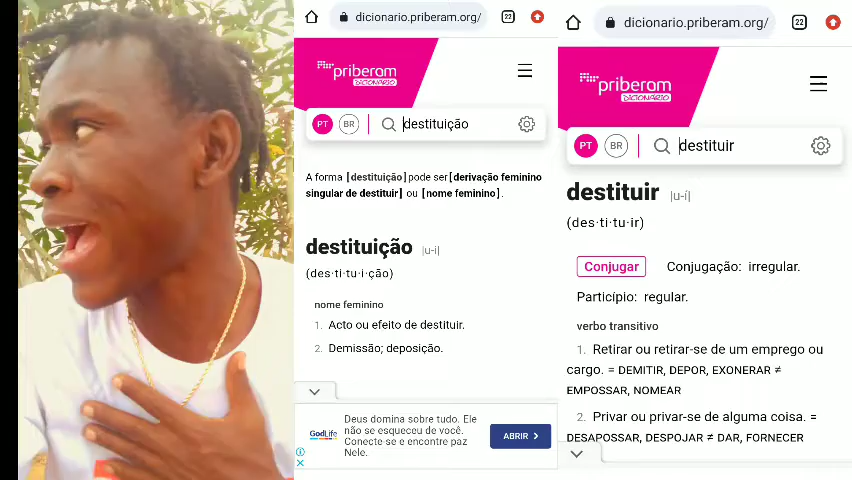 dicionario.priberam.org/
22
priberam
DICIONÁRIO
PT BR destituição
A forma [destituição] pode ser [derivação feminino
singular de destituir] ou [nome feminino].
destituição |u-i|
(des·ti·tu·i·ção)
nome feminino
1. Acto ou efeito de destituir.
2. Demissão; deposição.
GodLife
Deus domina sobre tudo. Ele
não se esqueceu de você.
Conecte-se e encontre paz
Nele.
ABRIR
dicionario.priberam.org/
22
priberam
DICIONÁRIO
PT BR destituir
destituir |u-í|
(des·ti·tu·ir)
Conjugar Conjugação: irregular.
Particípio: regular.
verbo transitivo
1. Retirar ou retirar-se de um emprego ou
cargo. = DEMITIR, DEPOR, EXONERAR ≠
EMPOSSAR, NOMEAR
2. Privar ou privar-se de alguma coisa. =
DESAPOSSAR, DESPOJAR ≠ DAR, FORNECER